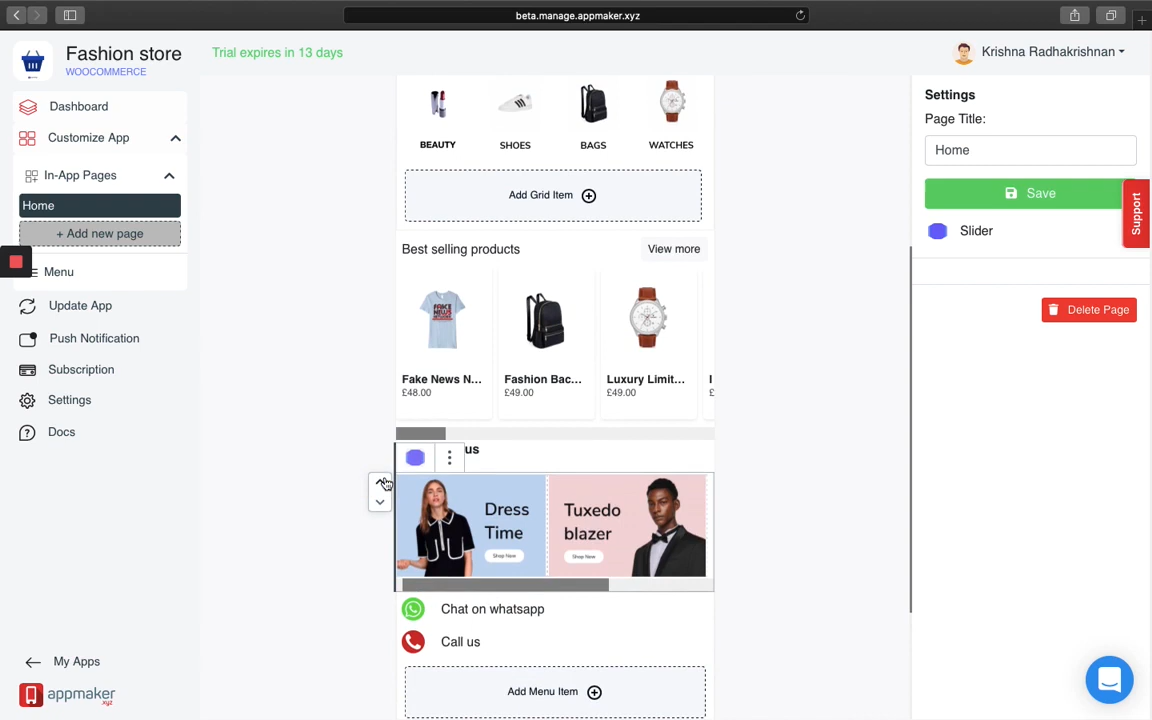 beta.manage.appmaker.xyz
Fashion store
WOOCOMMERCE
Trial expires in 13 days
Krishna Radhakrishnan
Dashboard
Customize App
In-App Pages
Home
+ Add new page
Menu
Update App
Push Notification
Subscription
Settings
Docs
My Apps
appmaker
xyz
BEAUTY
SHOES
BAGS
WATCHES
Add Grid Item
Best selling products
View more
Fake News N...
Fashion Bac...
Luxury Limit...
£48.00
£49.00
£49.00
£
us
Dress
Time
Shop Now
Tuxedo
blazer
Shop Now
Chat on whatsapp
Call us
Add Menu Item
Settings
Page Title:
Home
Save
Support
Slider
Delete Page